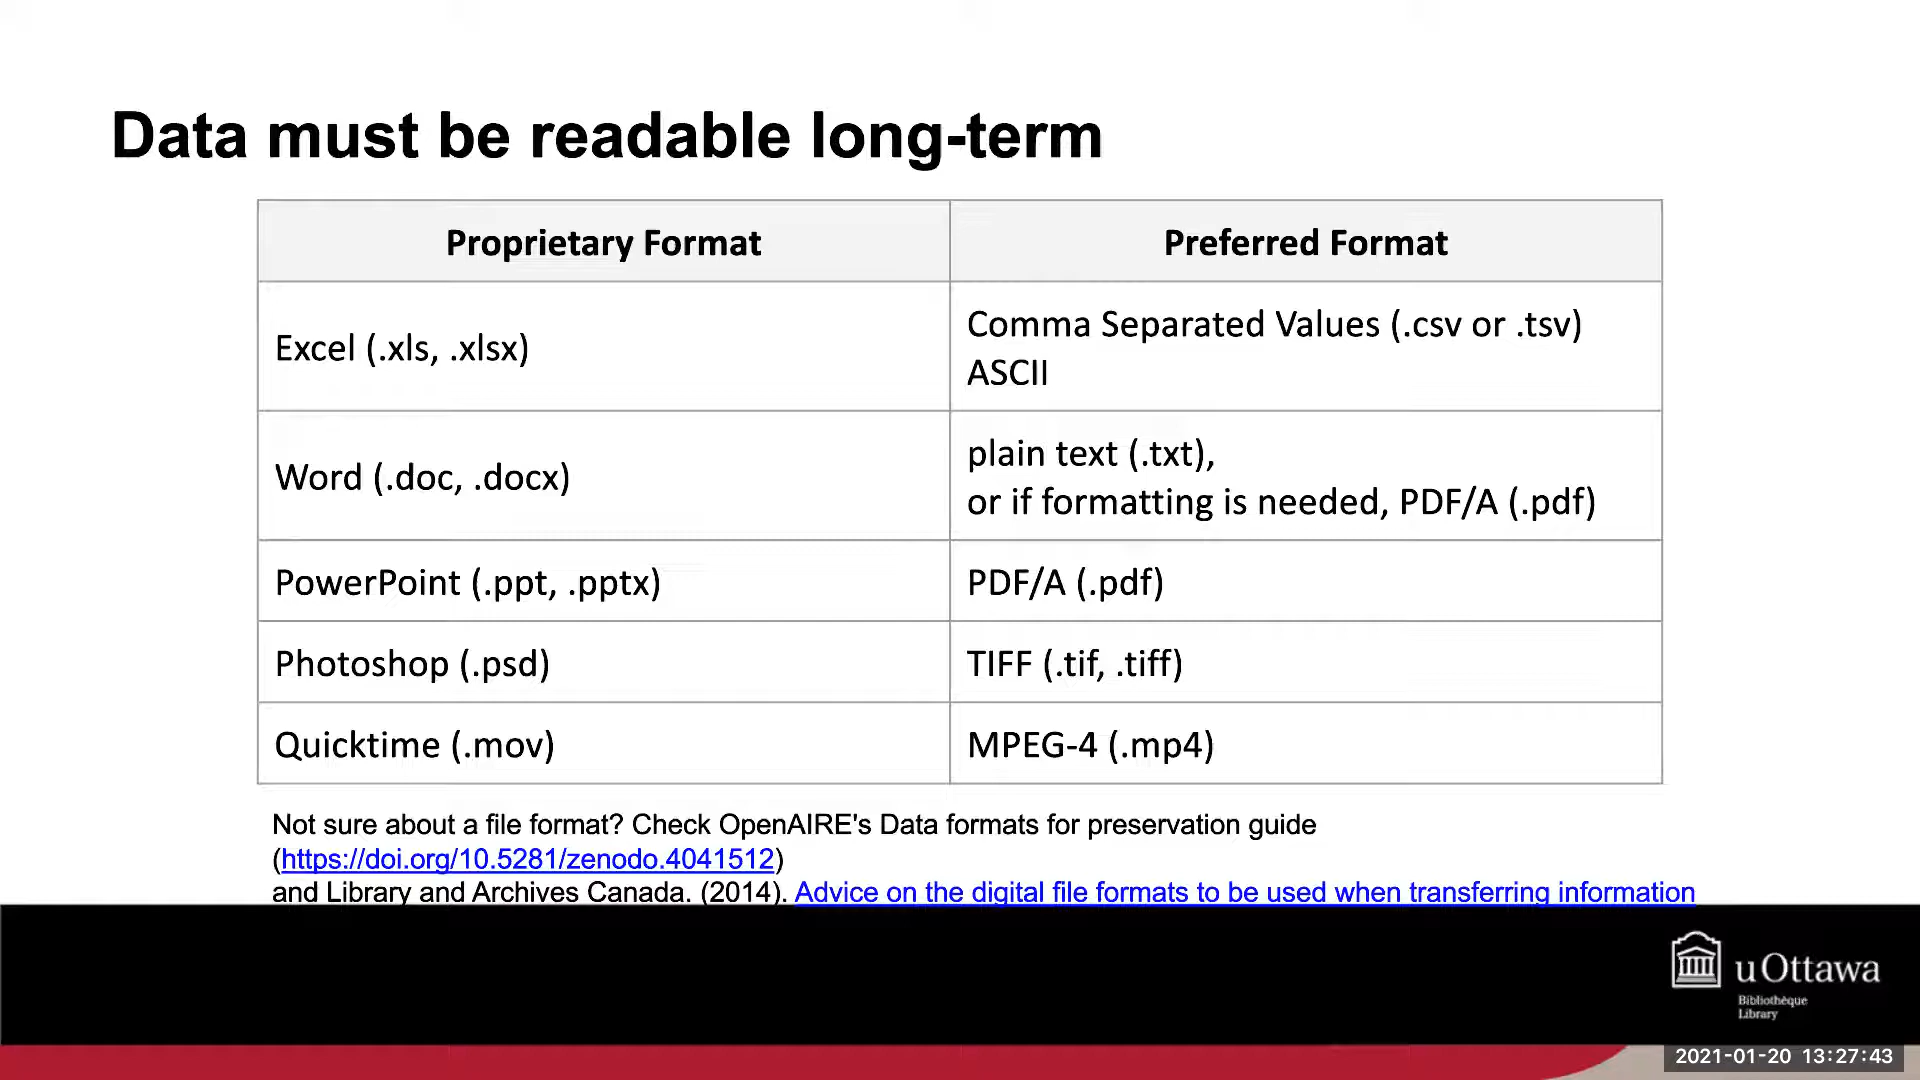 Data must be readable long-term
Proprietary Format
Preferred Format
Excel (.xls, .xlsx)
Comma Separated Values (.csv or .tsv)
ASCII
Word (.doc, .docx)
plain text (.txt),
or if formatting is needed, PDF/A (.pdf)
PowerPoint (.ppt, .pptx)
PDF/A (.pdf)
Photoshop (.psd)
TIFF (.tif, .tiff)
Quicktime (.mov)
MPEG-4 (.mp4)
Not sure about a file format? Check OpenAIRE's Data formats for preservation guide
(https://doi.org/10.5281/zenodo.4041512)
and Library and Archives Canada. (2014). Advice on the digital file formats to be used when transferring information
uOttawa
Bibliothèque
Library
2021-01-20 13:27:43